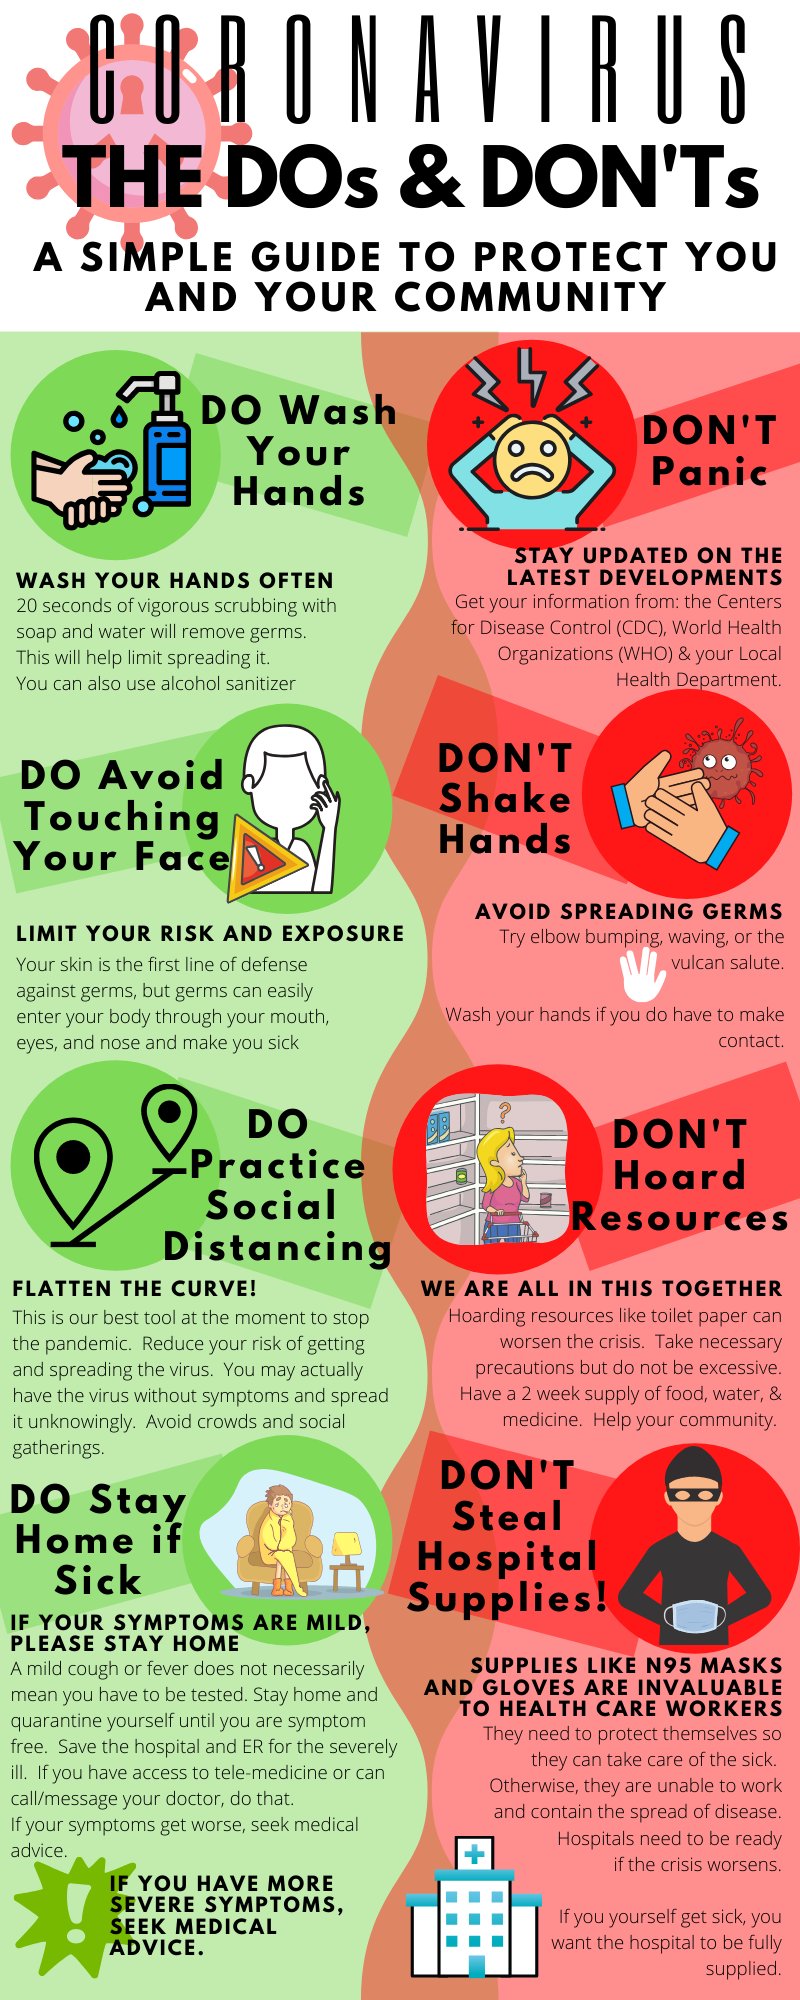 CORONAVIRUS
THE DOs & DON'Ts
A SIMPLE GUIDE TO PROTECT YOU
AND YOUR COMMUNITY
DO Wash
Your
Hands
WASH YOUR HANDS OFTEN
20 seconds of vigorous scrubbing with
soap and water will remove germs.
This will help limit spreading it.
You can also use alcohol sanitizer
DON'T
Panic
STAY UPDATED ON THE
LATEST DEVELOPMENTS
Get your information from: the Centers
for Disease Control (CDC), World Health
Organizations (WHO) & your Local
Health Department.
DO Avoid
Touching
Your Face
LIMIT YOUR RISK AND EXPOSURE
Your skin is the first line of defense
against germs, but germs can easily
enter your body through your mouth,
eyes, and nose and make you sick
DON'T
Shake
Hands
AVOID SPREADING GERMS
Try elbow bumping, waving, or the
vulcan salute.
Wash your hands if you do have to make
contact.
DO
Practice
Social
Distancing
FLATTEN THE CURVE!
This is our best tool at the moment to stop
the pandemic. Reduce your risk of getting
and spreading the virus. You may actually
have the virus without symptoms and spread
it unknowingly. Avoid crowds and social
gatherings.
DON'T
Hoard
Resources
WE ARE ALL IN THIS TOGETHER
Hoarding resources like toilet paper can
worsen the crisis. Take necessary
precautions but do not be excessive.
Have a 2 week supply of food, water, &
medicine. Help your community.
DO Stay
Home if
Sick
IF YOUR SYMPTOMS ARE MILD,
PLEASE STAY HOME
A mild cough or fever does not necessarily
mean you have to be tested. Stay home and
quarantine yourself until you are symptom
free. Save the hospital and ER for the severely
ill. If you have access to tele-medicine or can
call/message your doctor, do that.
If your symptoms get worse, seek medical
advice.
IF YOU HAVE MORE
SEVERE SYMPTOMS,
SEEK MEDICAL
ADVICE.
DON'T
Steal
Hospital
Supplies!
SUPPLIES LIKE N95 MASKS
AND GLOVES ARE INVALUABLE
TO HEALTH CARE WORKERS
They need to protect themselves so
they can take care of the sick.
Otherwise, they are unable to work
and contain the spread of disease.
Hospitals need to be ready
if the crisis worsens.
If you yourself get sick, you
want the hospital to be fully
supplied.